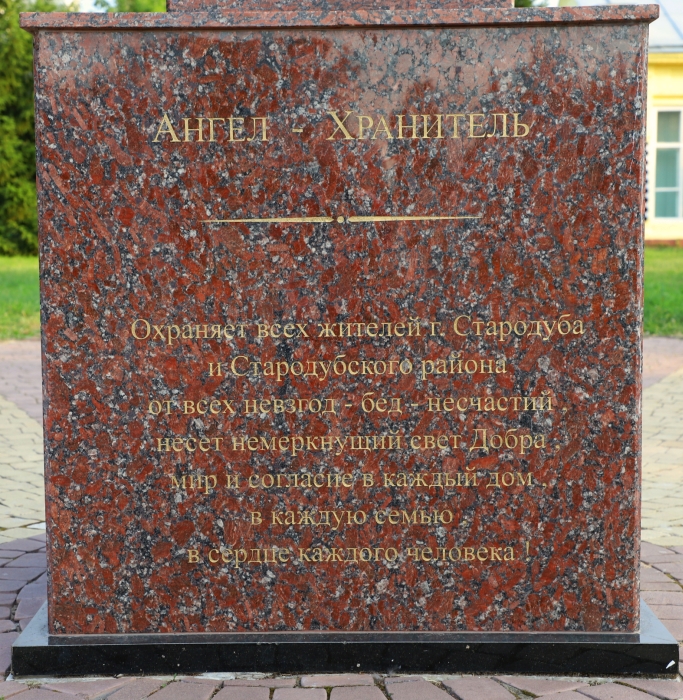 Ангел - Хранитель
Охраняет всех жителей г. Стародуба
и Стародубского района
от всех невзгод - бед - несчастий ,
несет немеркнущий свет Добра ,
мир и согласие в каждый дом ,
в каждую семью
в сердце каждого человека !